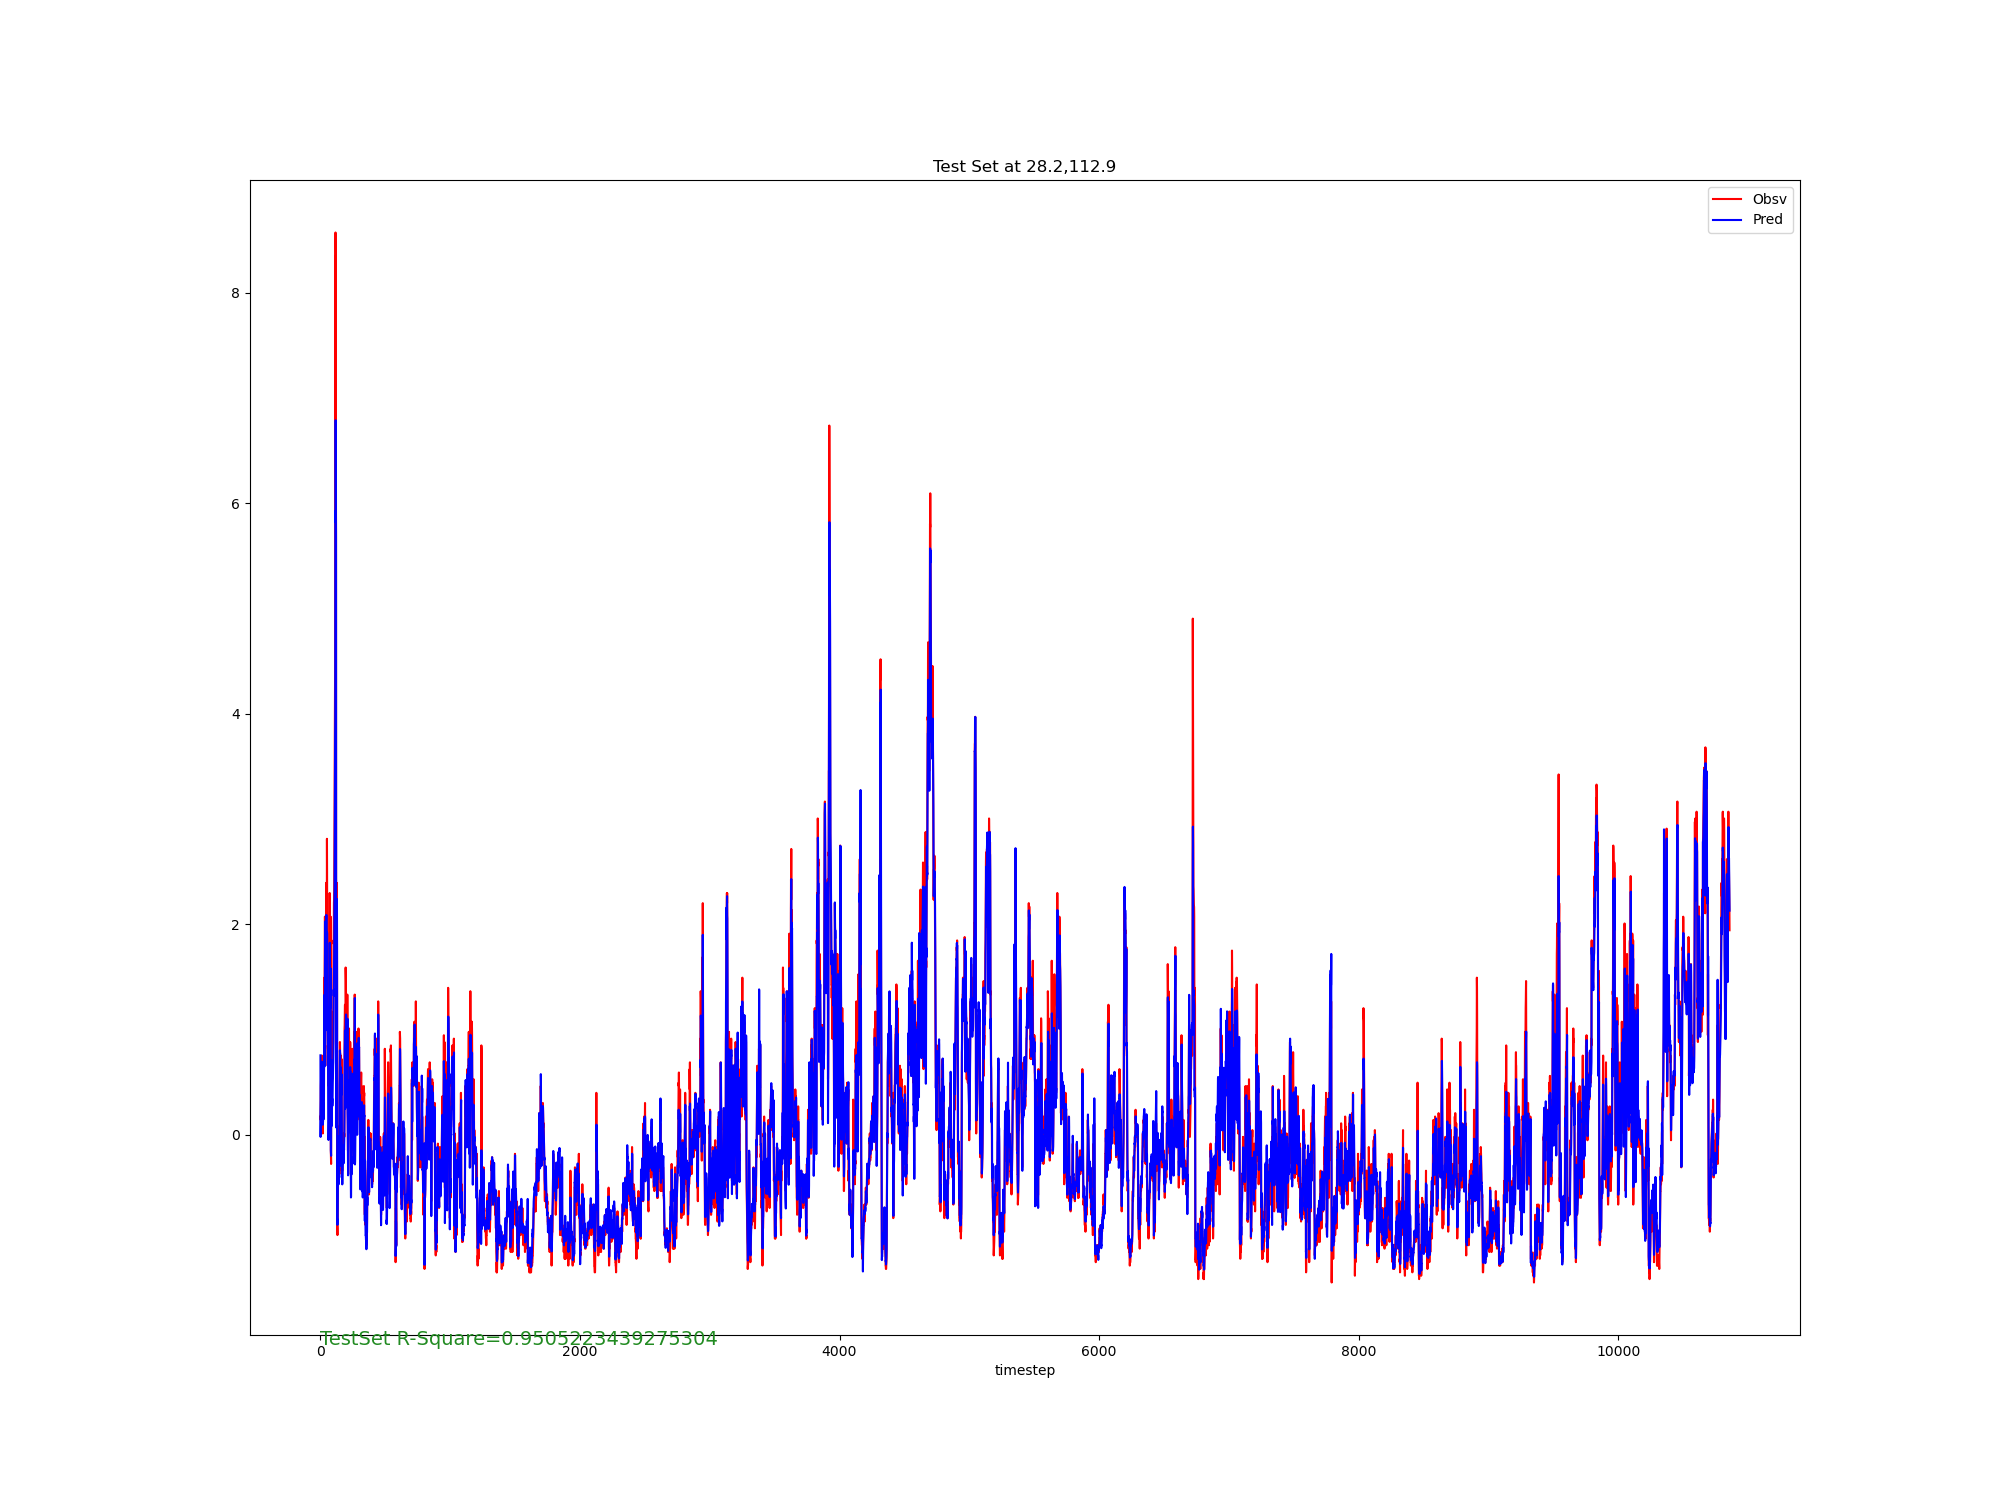 Test Set at 28.2,112.9
Obsv
Pred
8
6
4
2
0
TestSet R-Square=0.9505223439275304
0 2000 4000 6000 8000 10000
timestep